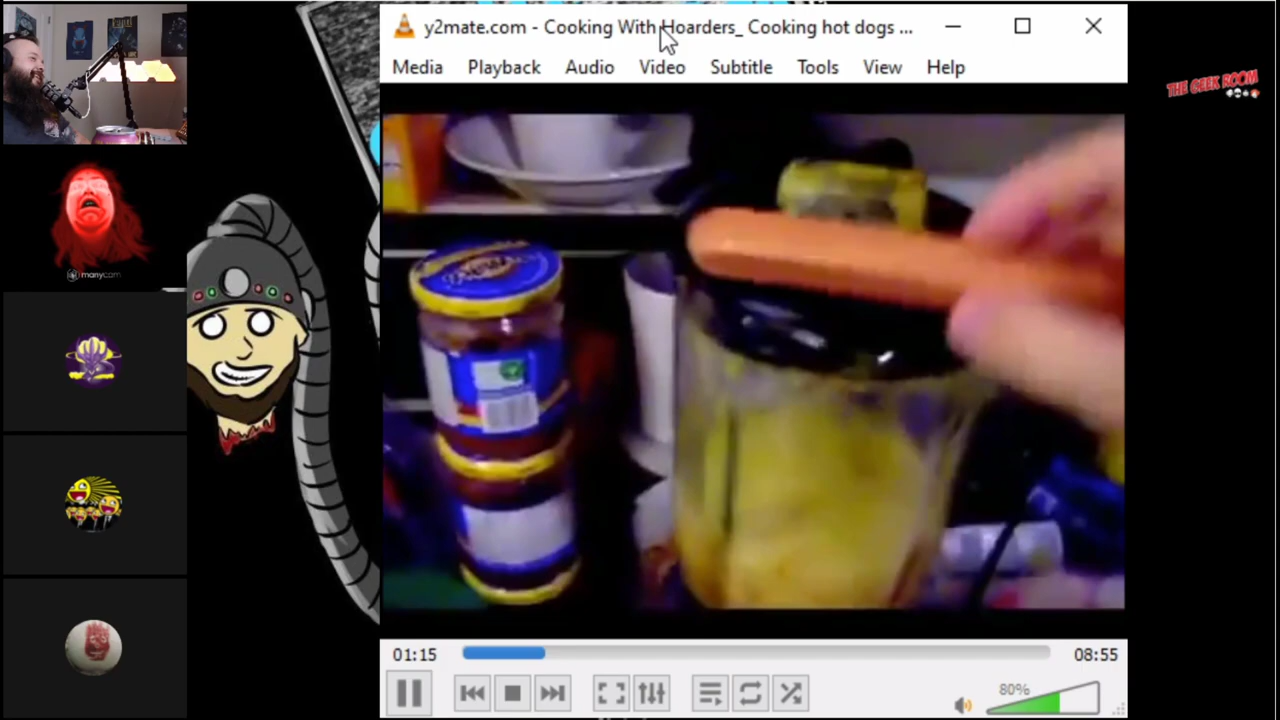 y2mate.com - Cooking With Hoarders_ Cooking hot dogs ...
Media Playback Audio Video Subtitle Tools View Help
THE GEEK ROOM
manycam
01:15
08:55
80%